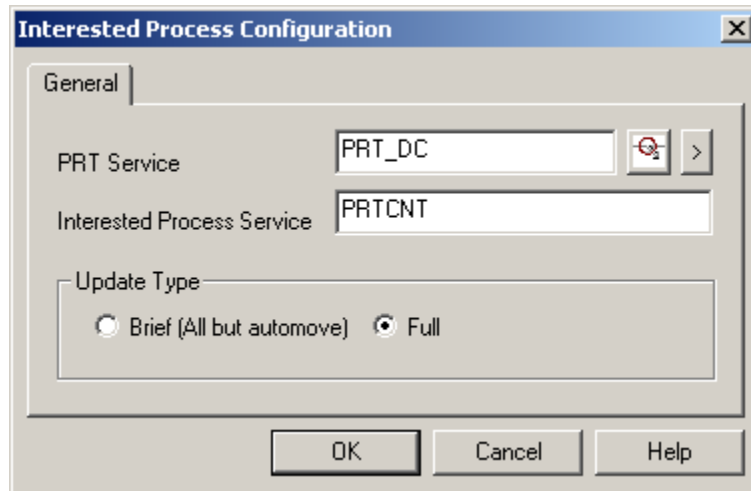 Interested Process Configuration
General
PRT Service PRT_DC >
Interested Process Service PRTCNT
Update Type
Brief (All but automove) Full
OK Cancel Help